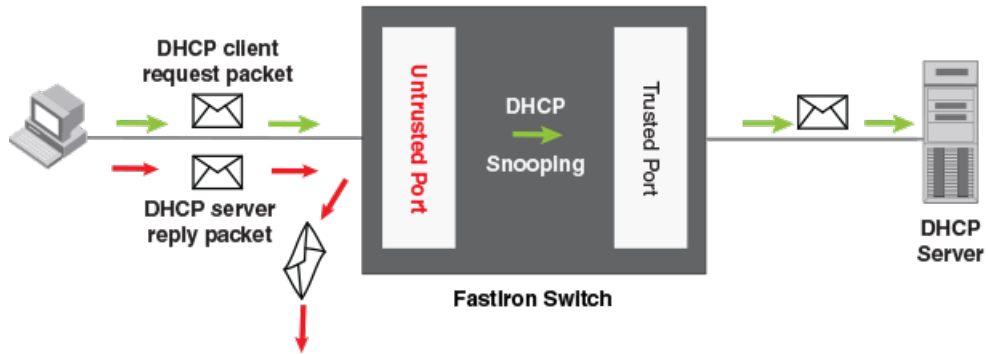 DHCP client
request packet
DHCP server
reply packet
Untrusted Port
DHCP
Snooping
Trusted Port
DHCP
Server
FastIron Switch